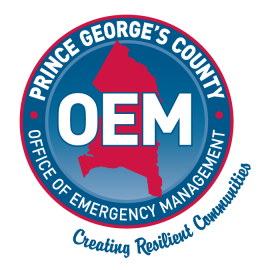 PRINCE GEORGE'S COUNTY
OEM
OFFICE OF EMERGENCY MANAGEMENT
Creating Resilient Communities